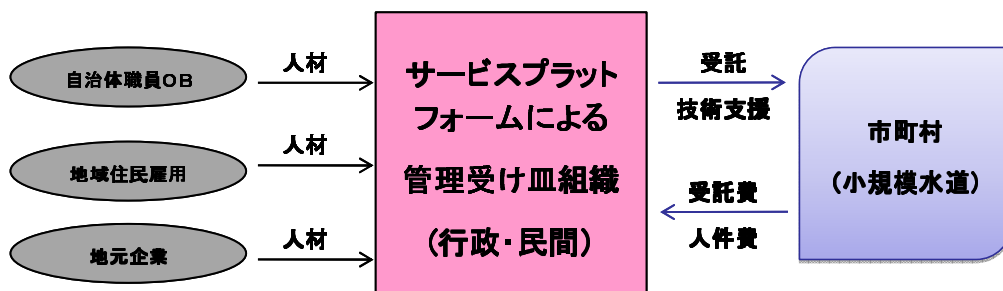 自治体職員OB
地域住民雇用
地元企業
人材
人材
人材
サービスプラット
フォームによる
管理受け皿組織
(行政・民間)
受託
技術支援
受託費
人件費
市町村
(小規模水道)